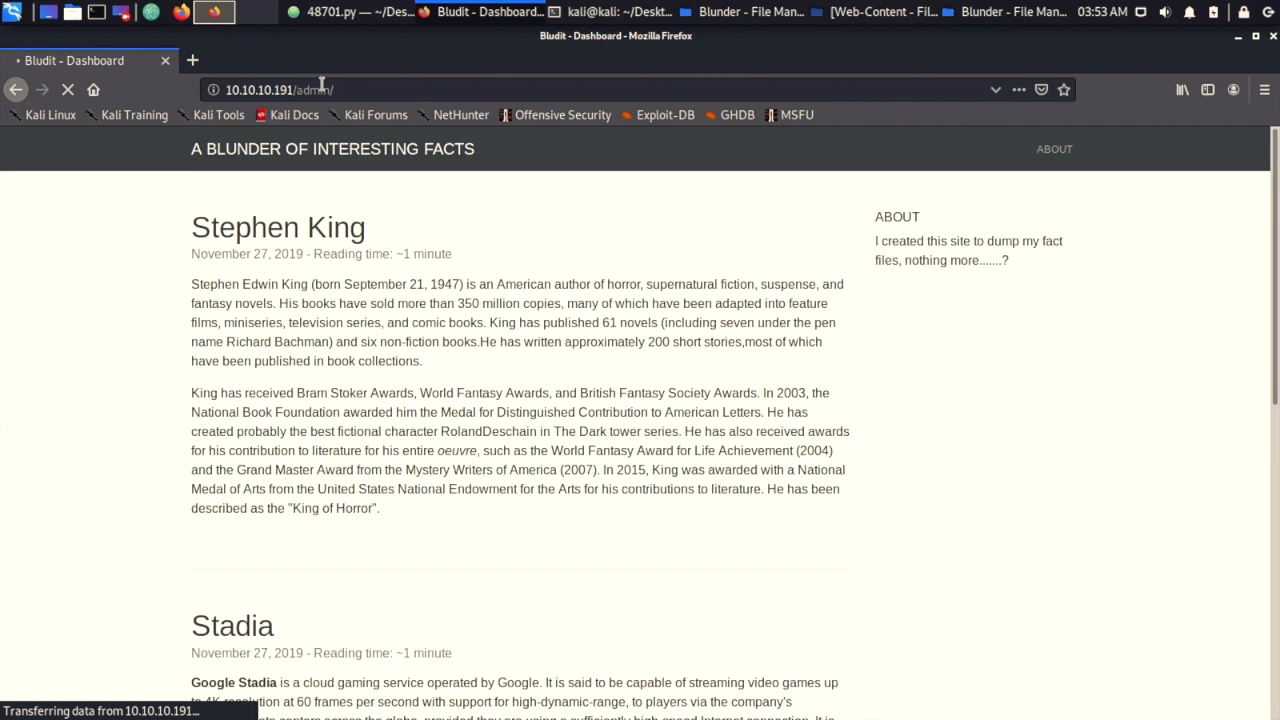 48701.py — ~/Des...
Bludit - Dashboard...
kali@kali: ~/Deskt...
Blunder - File Man...
[Web-Content - Fil...
Blunder - File Man...
03:53 AM
Bludit - Dashboard - Mozilla Firefox
• Bludit - Dashboard
10.10.10.191/admin/
Kali Linux
Kali Training
Kali Tools
Kali Docs
Kali Forums
NetHunter
Offensive Security
Exploit-DB
GHDB
MSFU
A BLUNDER OF INTERESTING FACTS
ABOUT
Stephen King
November 27, 2019 - Reading time: ~1 minute
Stephen Edwin King (born September 21, 1947) is an American author of horror, supernatural fiction, suspense, and
fantasy novels. His books have sold more than 350 million copies, many of which have been adapted into feature
films, miniseries, television series, and comic books. King has published 61 novels (including seven under the pen
name Richard Bachman) and six non-fiction books.He has written approximately 200 short stories,most of which
have been published in book collections.
King has received Bram Stoker Awards, World Fantasy Awards, and British Fantasy Society Awards. In 2003, the
National Book Foundation awarded him the Medal for Distinguished Contribution to American Letters. He has
created probably the best fictional character RolandDeschain in The Dark tower series. He has also received awards
for his contribution to literature for his entire oeuvre, such as the World Fantasy Award for Life Achievement (2004)
and the Grand Master Award from the Mystery Writers of America (2007). In 2015, King was awarded with a National
Medal of Arts from the United States National Endowment for the Arts for his contributions to literature. He has been
described as the "King of Horror".
ABOUT
I created this site to dump my fact
files, nothing more.......?
Stadia
November 27, 2019 - Reading time: ~1 minute
Google Stadia is a cloud gaming service operated by Google. It is said to be capable of streaming video games up
to 4K resolution at 60 frames per second with support for high-dynamic-range, to players via the company's
Transferring data from 10.10.10.191...